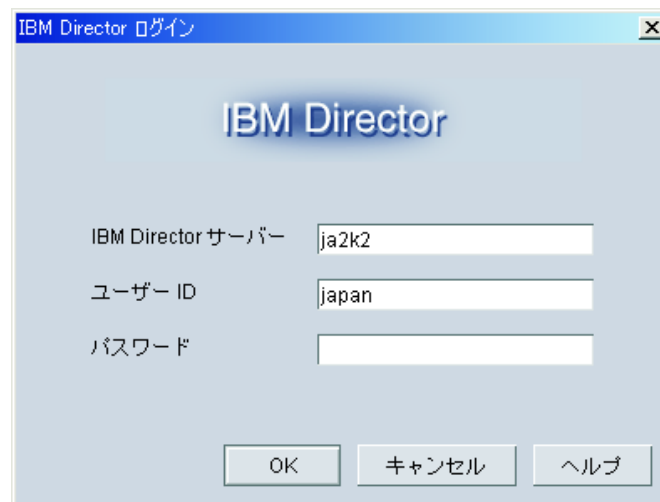 IBM Director ログイン
IBM Director
IBM Director サーバー ja2k2
ユーザー ID japan
パスワード
OK キャンセル ヘルプ